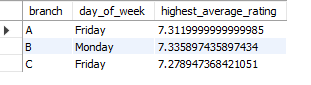 branch day_of_week highest_average_rating
A Friday 7.3119999999999985
B Monday 7.335897435897434
C Friday 7.278947368421051